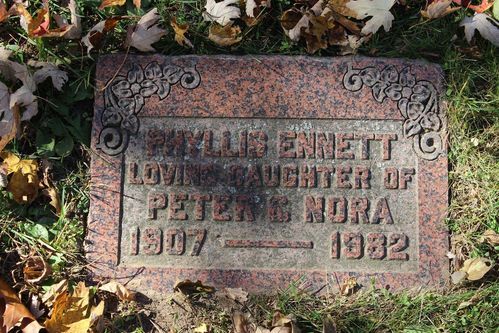 PHYLLIS ENNETT
LOVING DAUGHTER OF
PETER & NORA
1907 — 1982